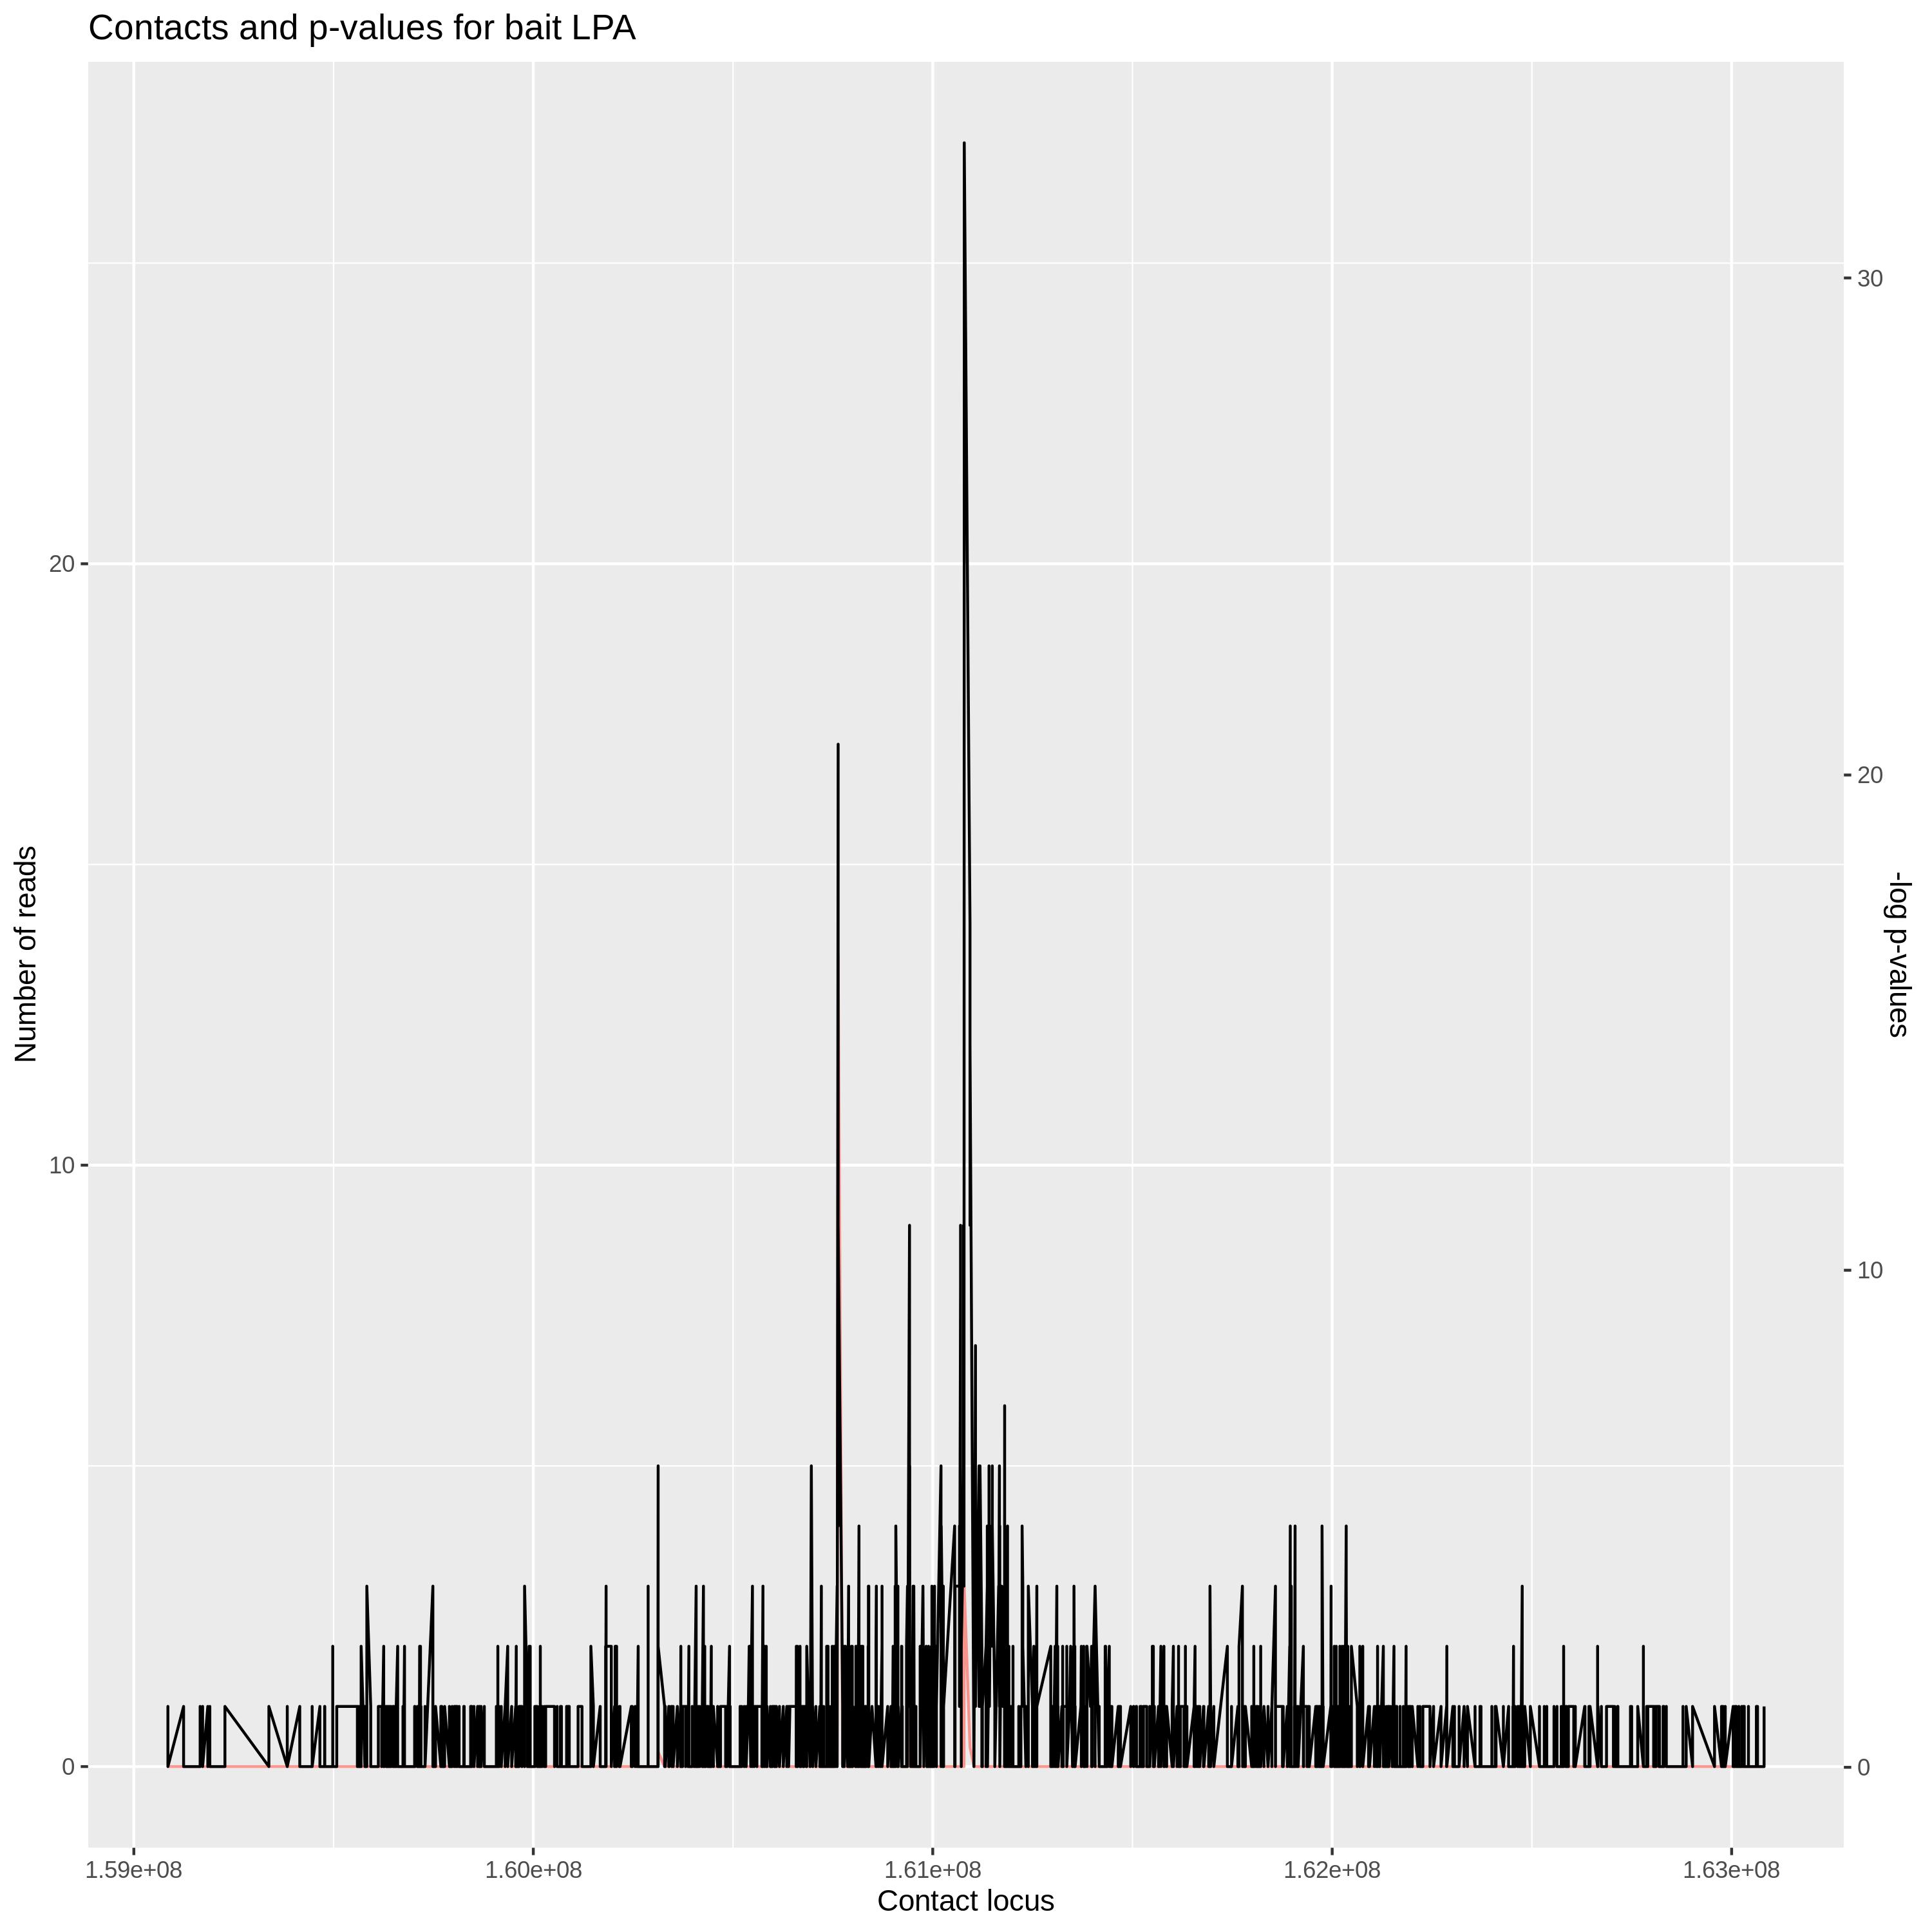 Contacts and p-values for bait LPA
30
20
20
10
10
0
0
Number of reads
-log p-values
1.59e+08
1.60e+08
1.61e+08
1.62e+08
1.63e+08
Contact locus